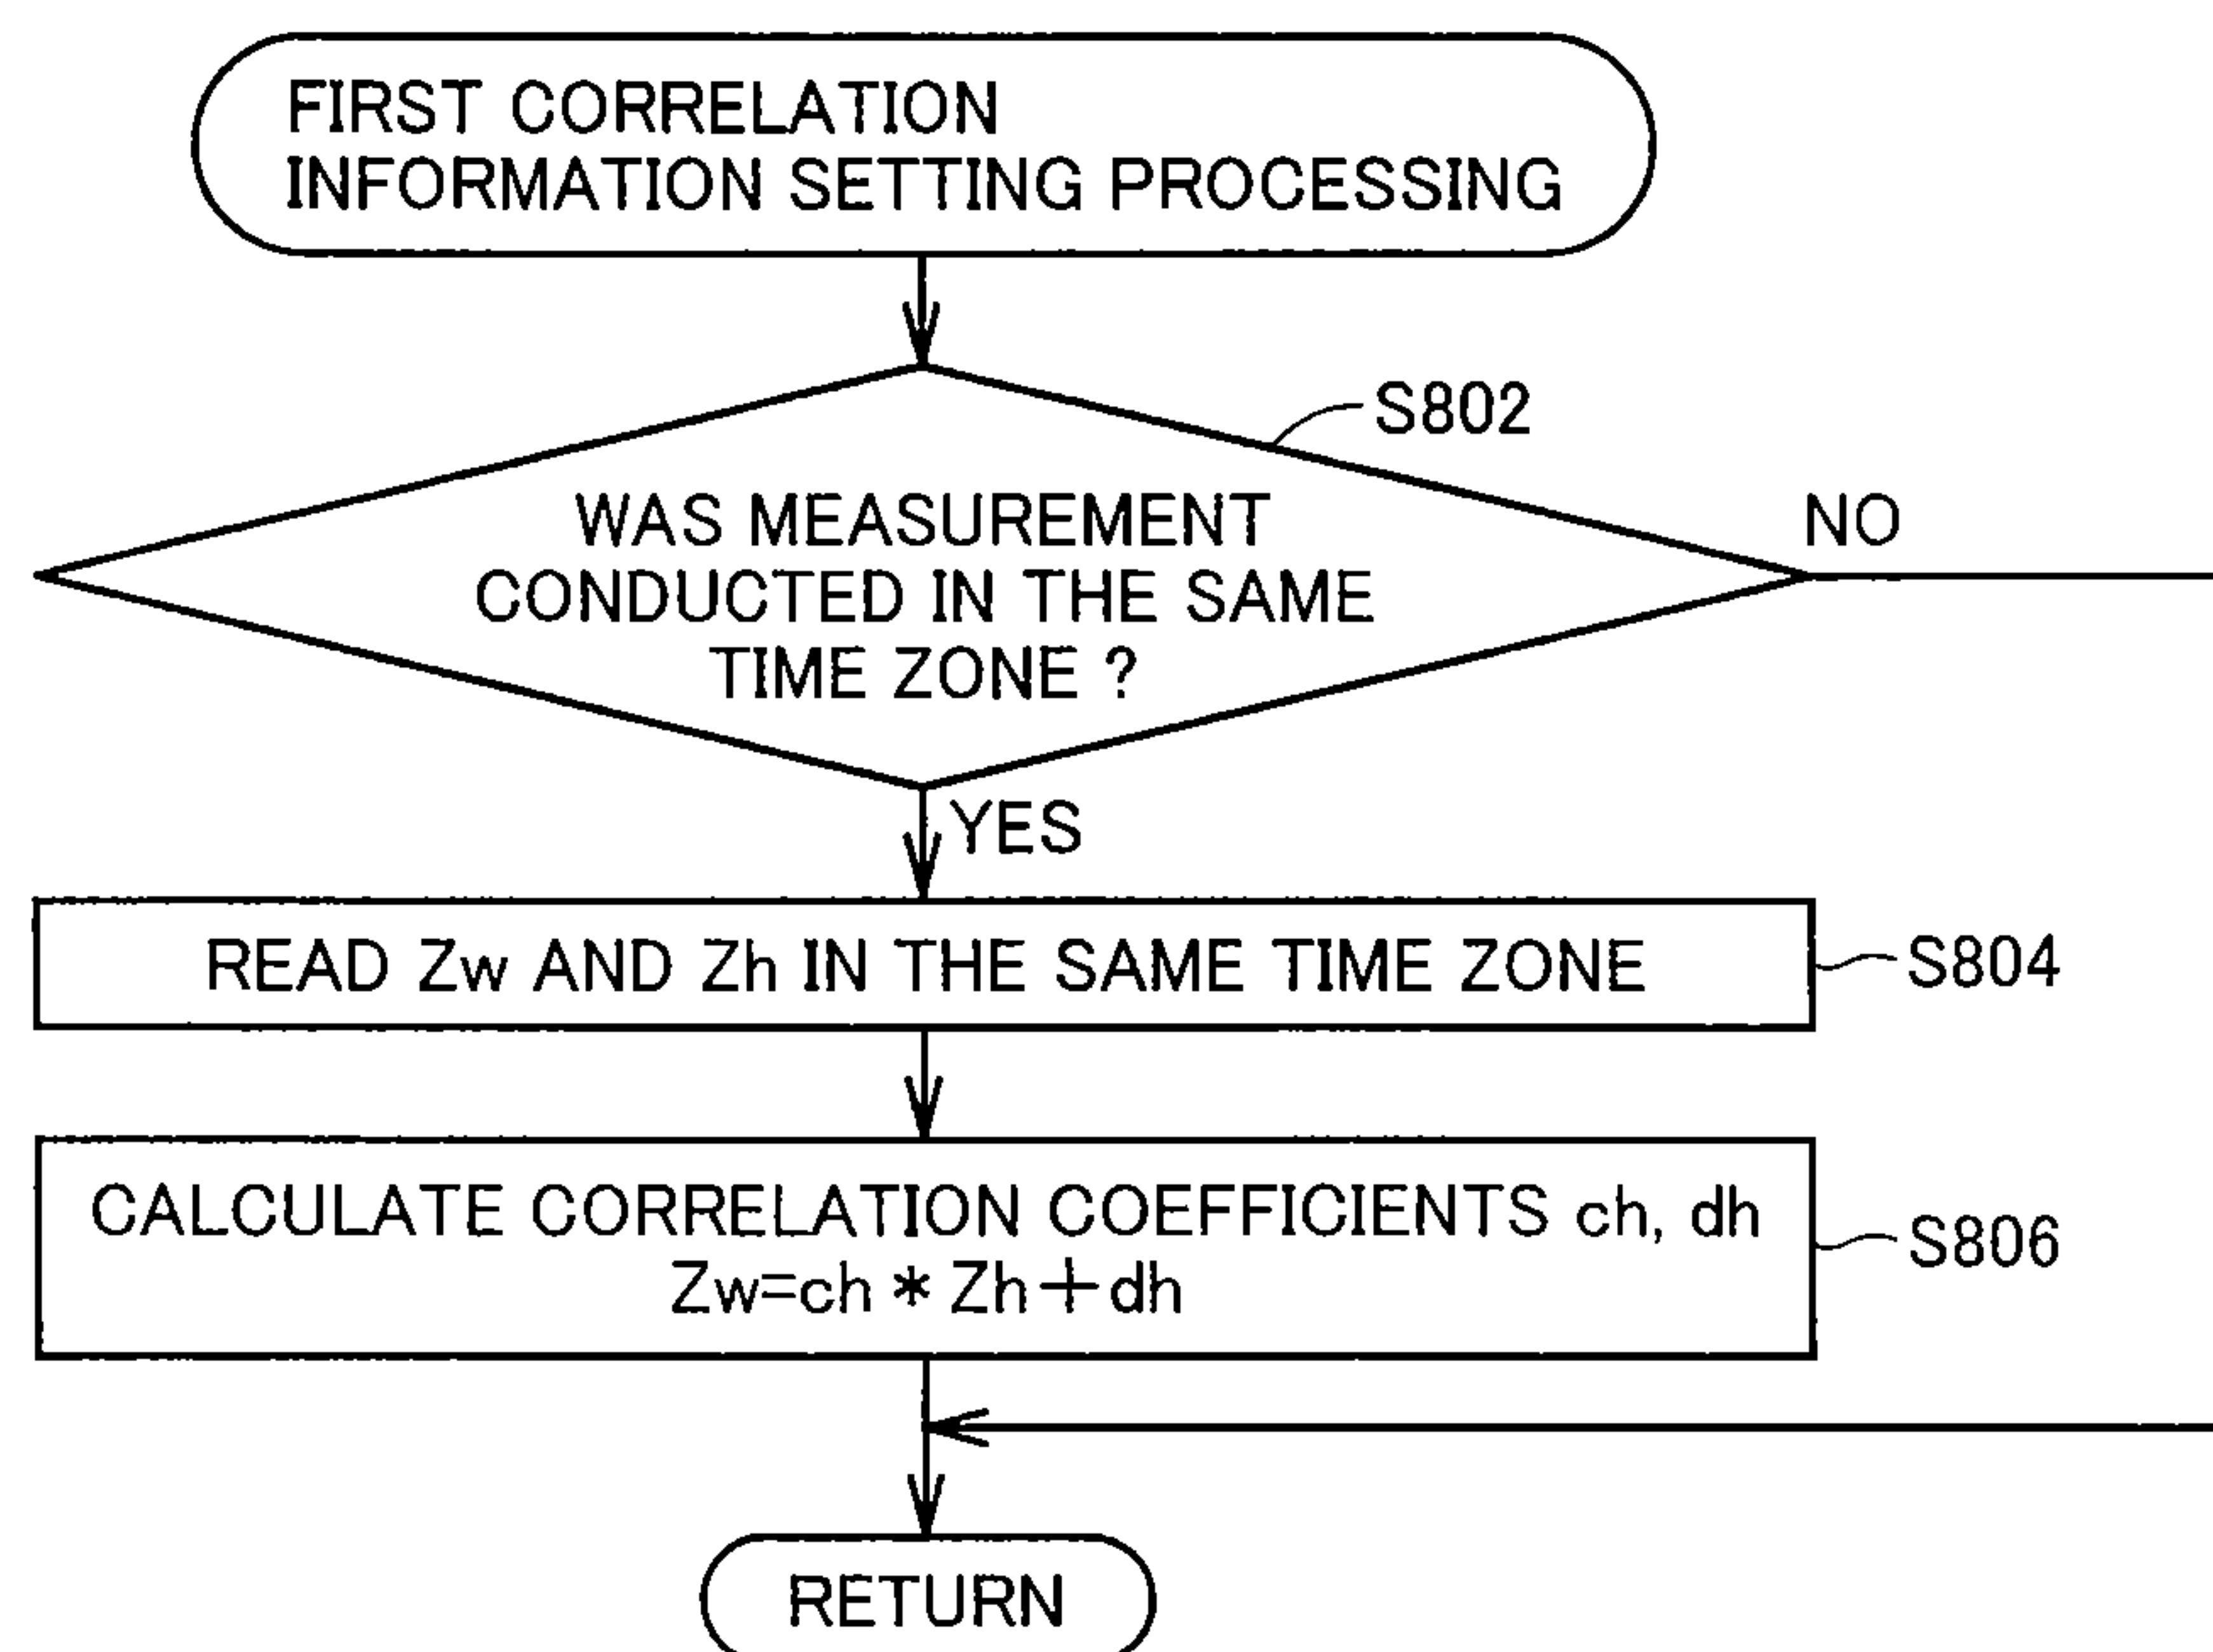 FIRST CORRELATION
INFORMATION SETTING PROCESSING
S802
WAS MEASUREMENT
CONDUCTED IN THE SAME
TIME ZONE ?
NO
YES
READ Zw AND Zh IN THE SAME TIME ZONE
S804
CALCULATE CORRELATION COEFFICIENTS ch, dh
Zw=ch * Zh+dh
S806
RETURN